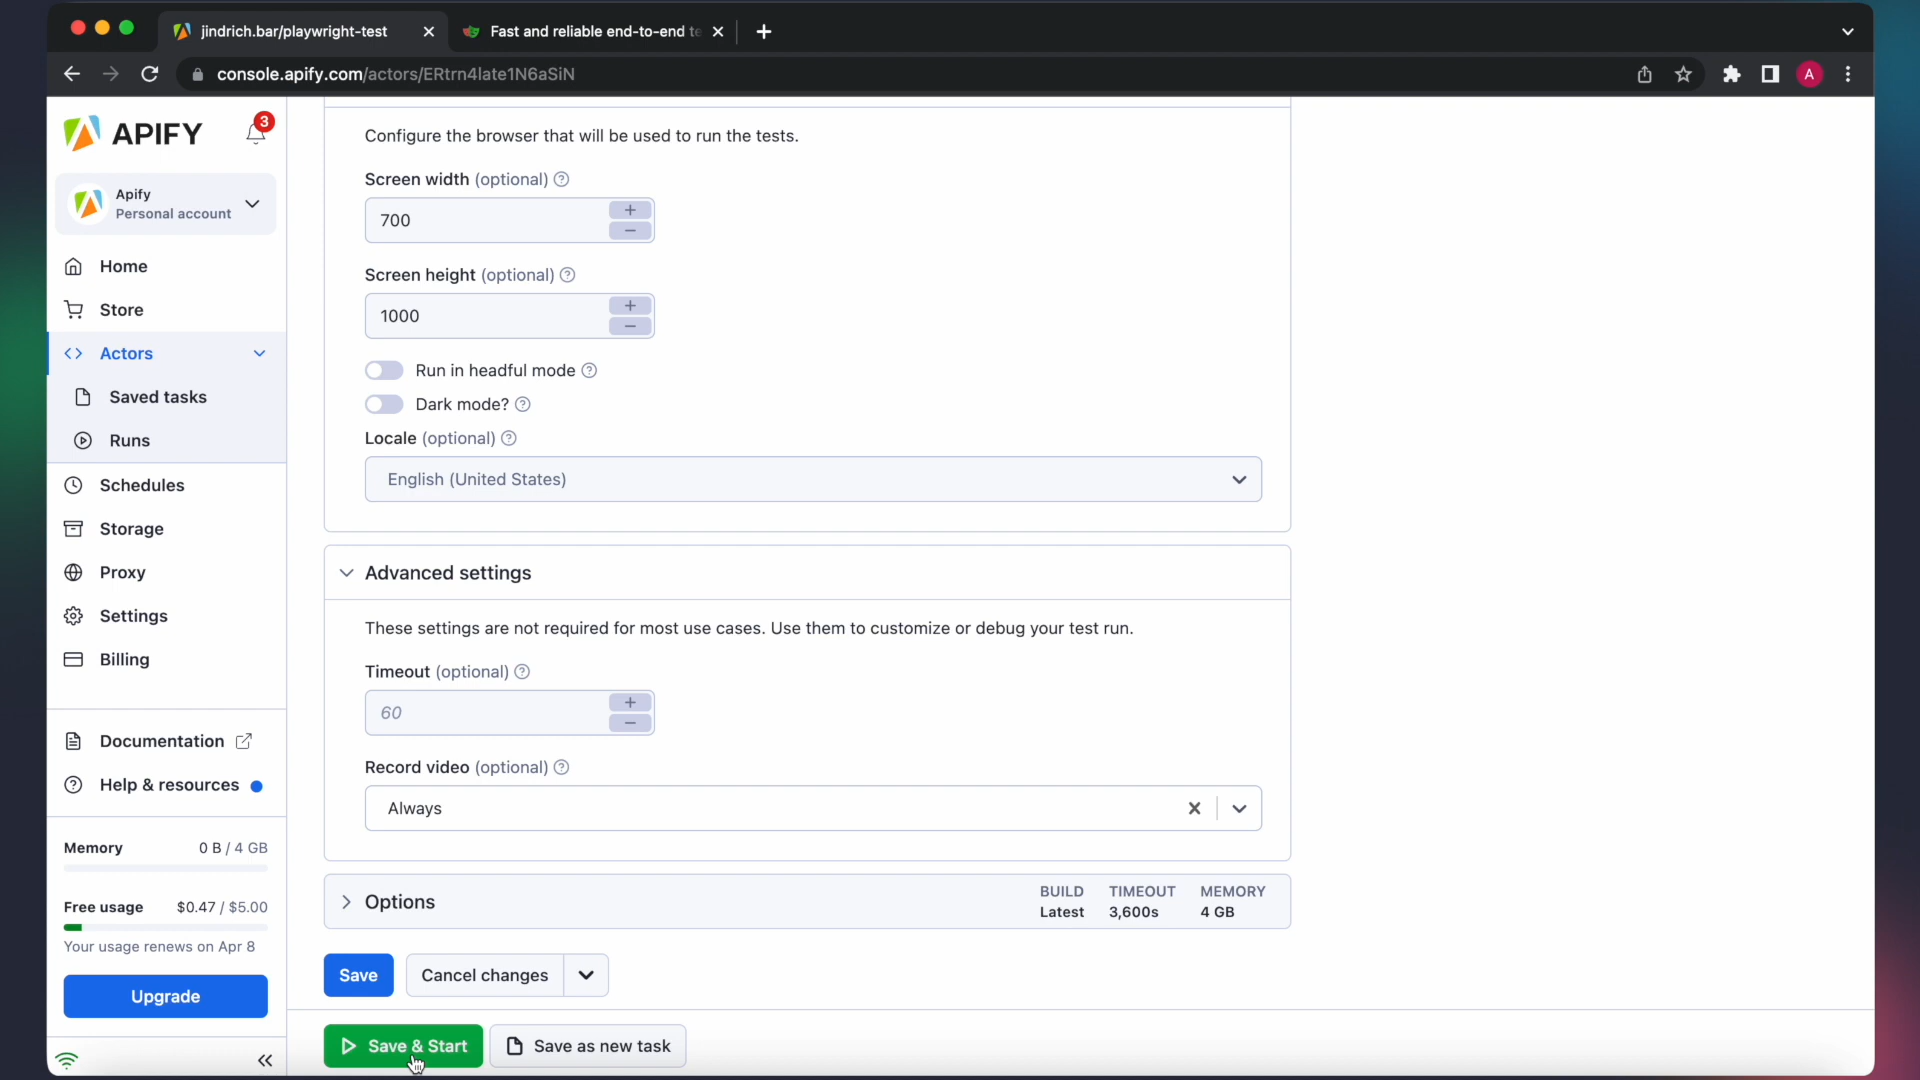 jindrich.bar/playwright-test
Fast and reliable end-to-end te
console.apify.com/actors/ERtrn4late1N6aSiN
A
APIFY
3
Apify
Personal account
Home
Store
Actors
Saved tasks
Runs
Schedules
Storage
Proxy
Settings
Billing
Documentation
Help & resources
Memory 0 B / 4 GB
Free usage $0.47 / $5.00
Your usage renews on Apr 8
Upgrade
Configure the browser that will be used to run the tests.
Screen width (optional)
700
Screen height (optional)
1000
Run in headful mode
Dark mode?
Locale (optional)
English (United States)
Advanced settings
These settings are not required for most use cases. Use them to customize or debug your test run.
Timeout (optional)
60
Record video (optional)
Always
Options
BUILD TIMEOUT MEMORY
Latest 3,600s 4 GB
Save
Cancel changes
Save & Start
Save as new task